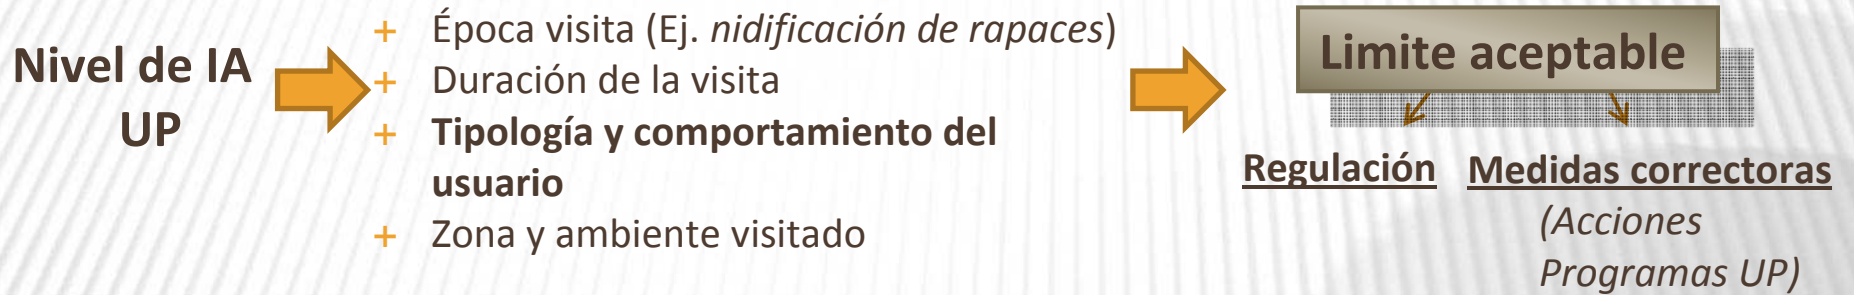 Nivel de IA
UP
+ Época visita (Ej. nidificación de rapaces)
+ Duración de la visita
+ Tipología y comportamiento del
usuario
+ Zona y ambiente visitado
Limite aceptable
Regulación
Medidas correctoras
(Acciones
Programas UP)